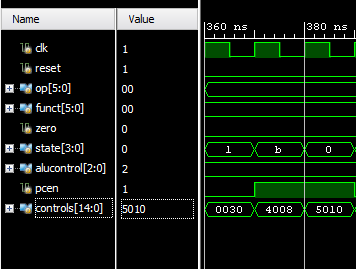 Name Value 360 ns 380 ns
clk 1
reset 1
op[5:0] 00
funct[5:0] 00
zero 0
state[3:0] 0 1 b 0
alucontrol[2:0] 2
pcen 1
controls[14:0] 5010 0030 4008 5010